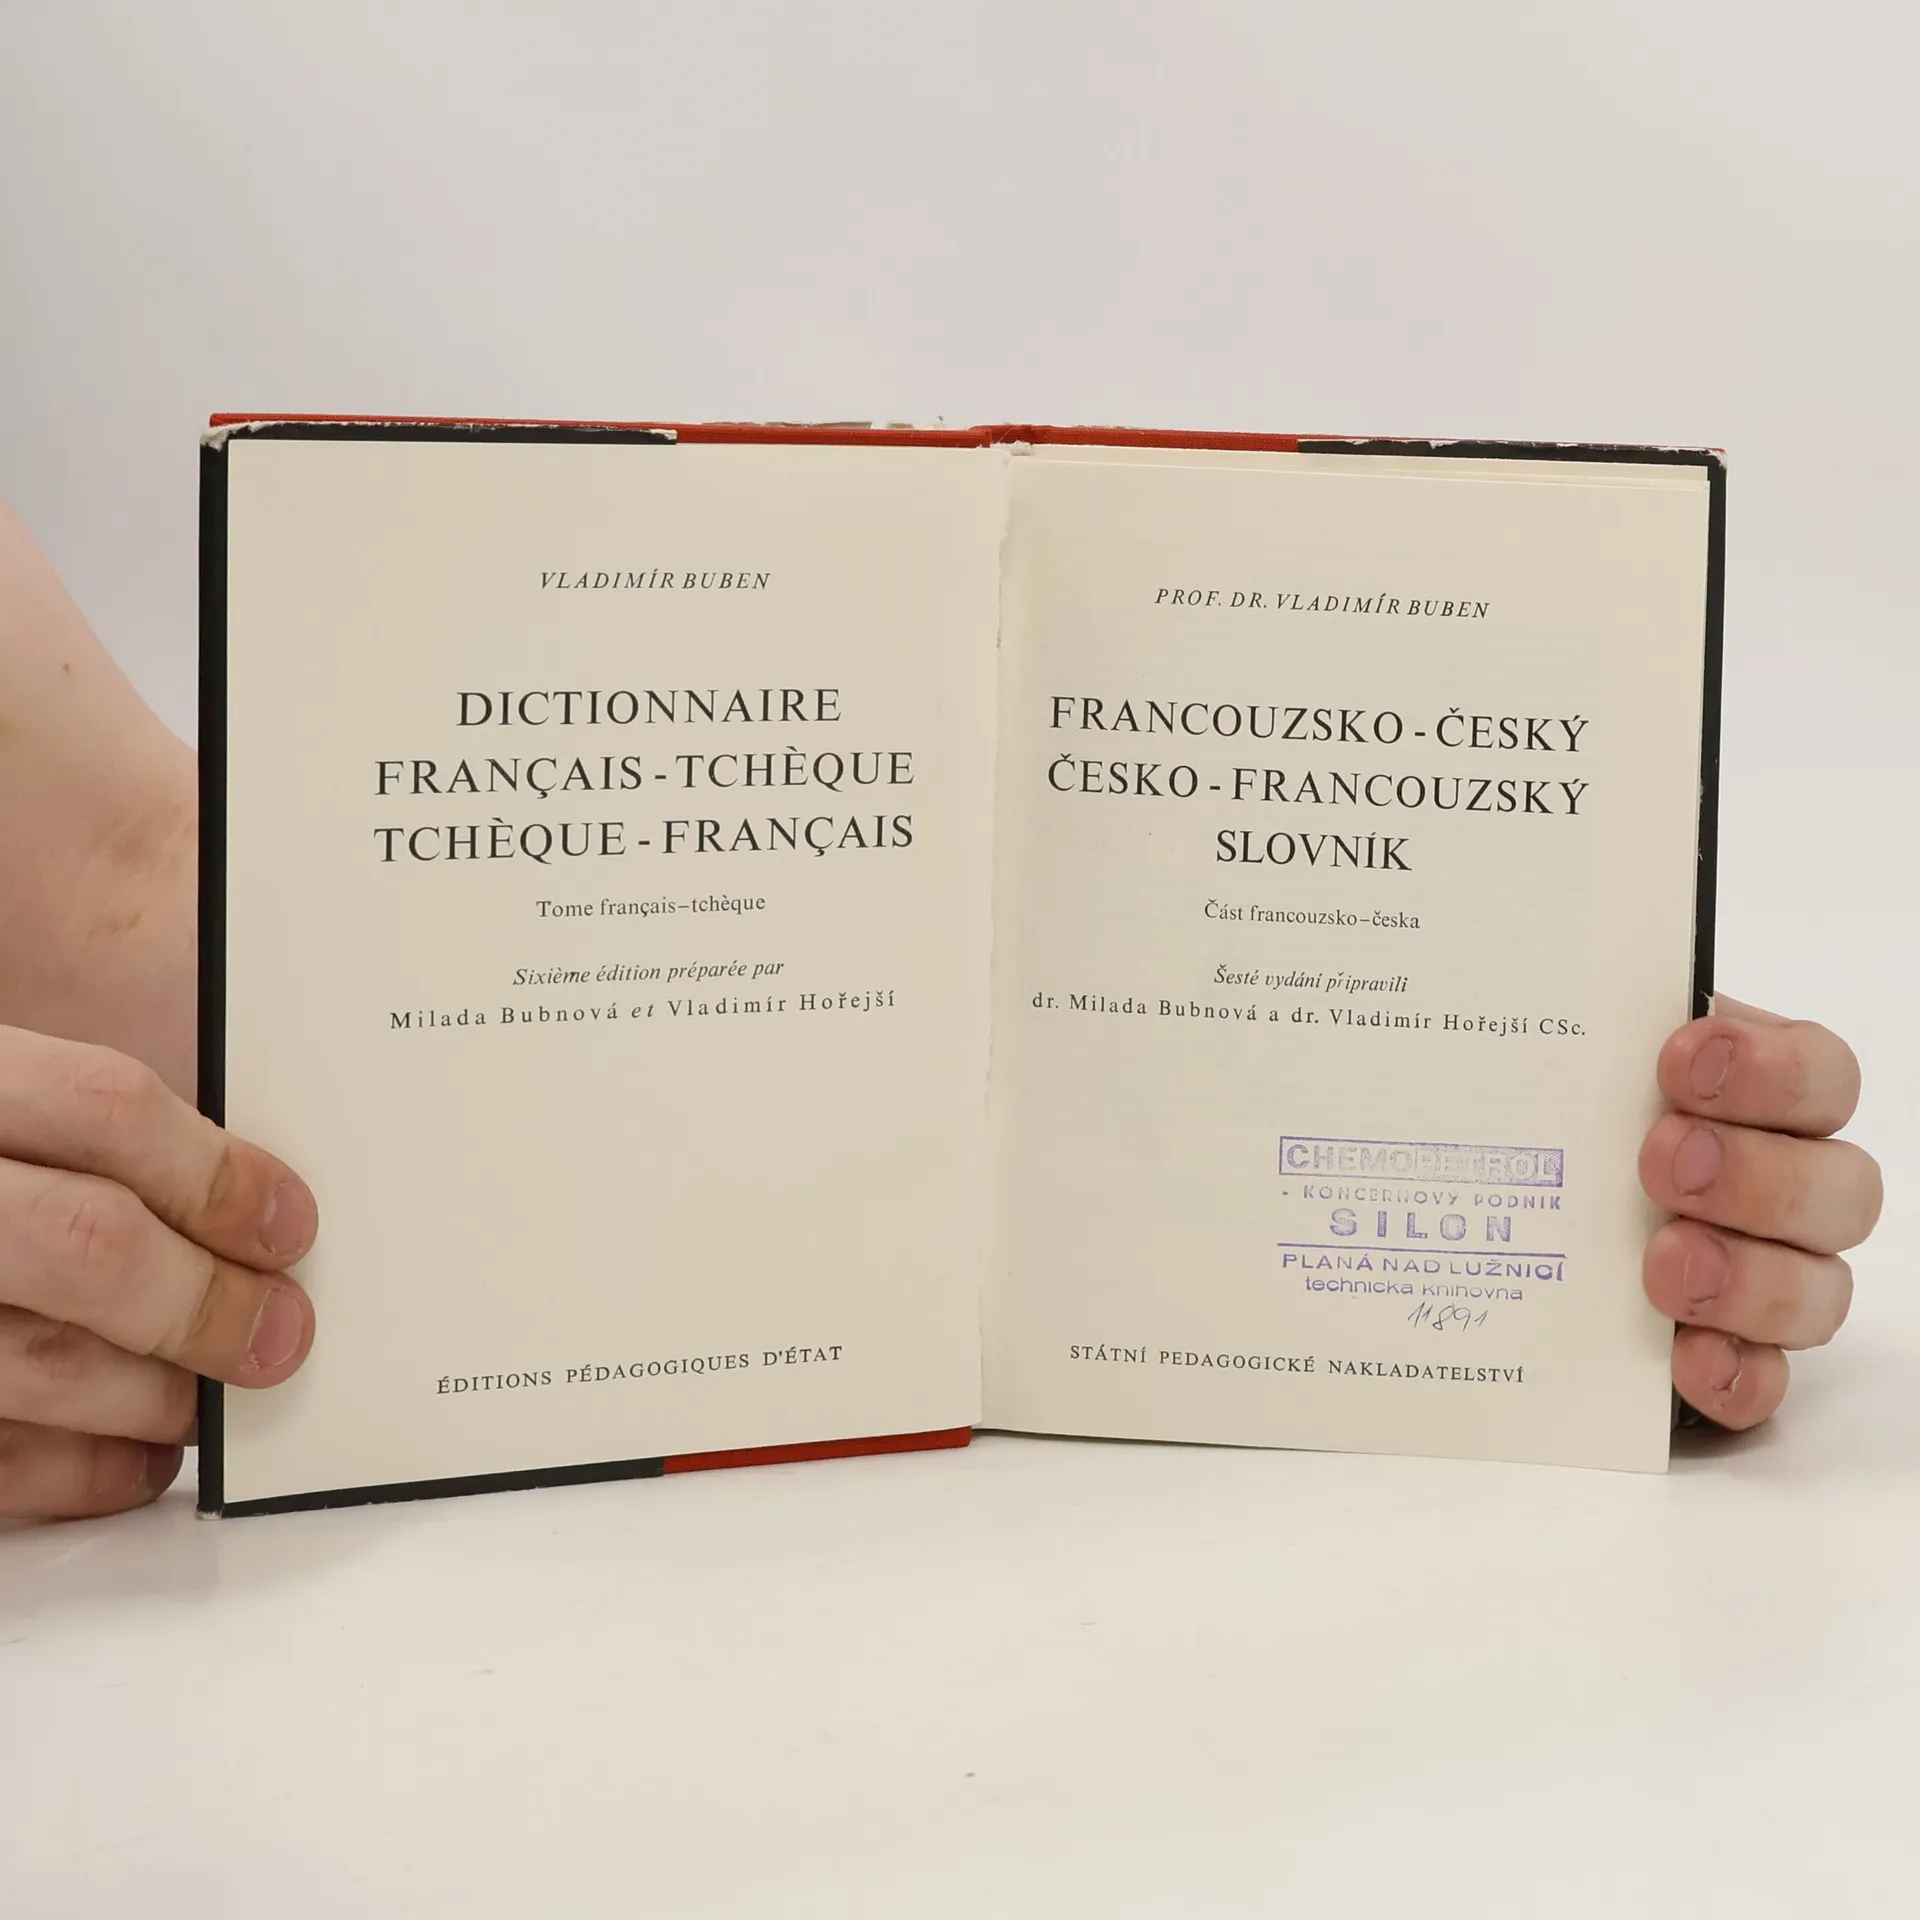 VLADIMÍR BUBEN
DICTIONNAIRE
FRANÇAIS - TCHÈQUE
TCHÈQUE - FRANÇAIS
Tome français–tchèque
Sixième édition préparée par
Milada Bubnová et Vladimír Hořejší
ÉDITIONS PÉDAGOGIQUES D'ÉTAT
PROF. DR. VLADIMÍR BUBEN
FRANCOUZSKO - ČESKÝ
ČESKO - FRANCOUZSKÝ
SLOVNÍK
Část francouzsko–česka
Šesté vydání připravili
dr. Milada Bubnová a dr. Vladimír Hořejší CSc.
CHEMOPETROL
- KONCERNOVÝ PODNIK
SILON
PLANÁ NAD LUŽNICÍ
technicka knihovna
11891
STÁTNÍ PEDAGOGICKÉ NAKLADATELSTVÍ